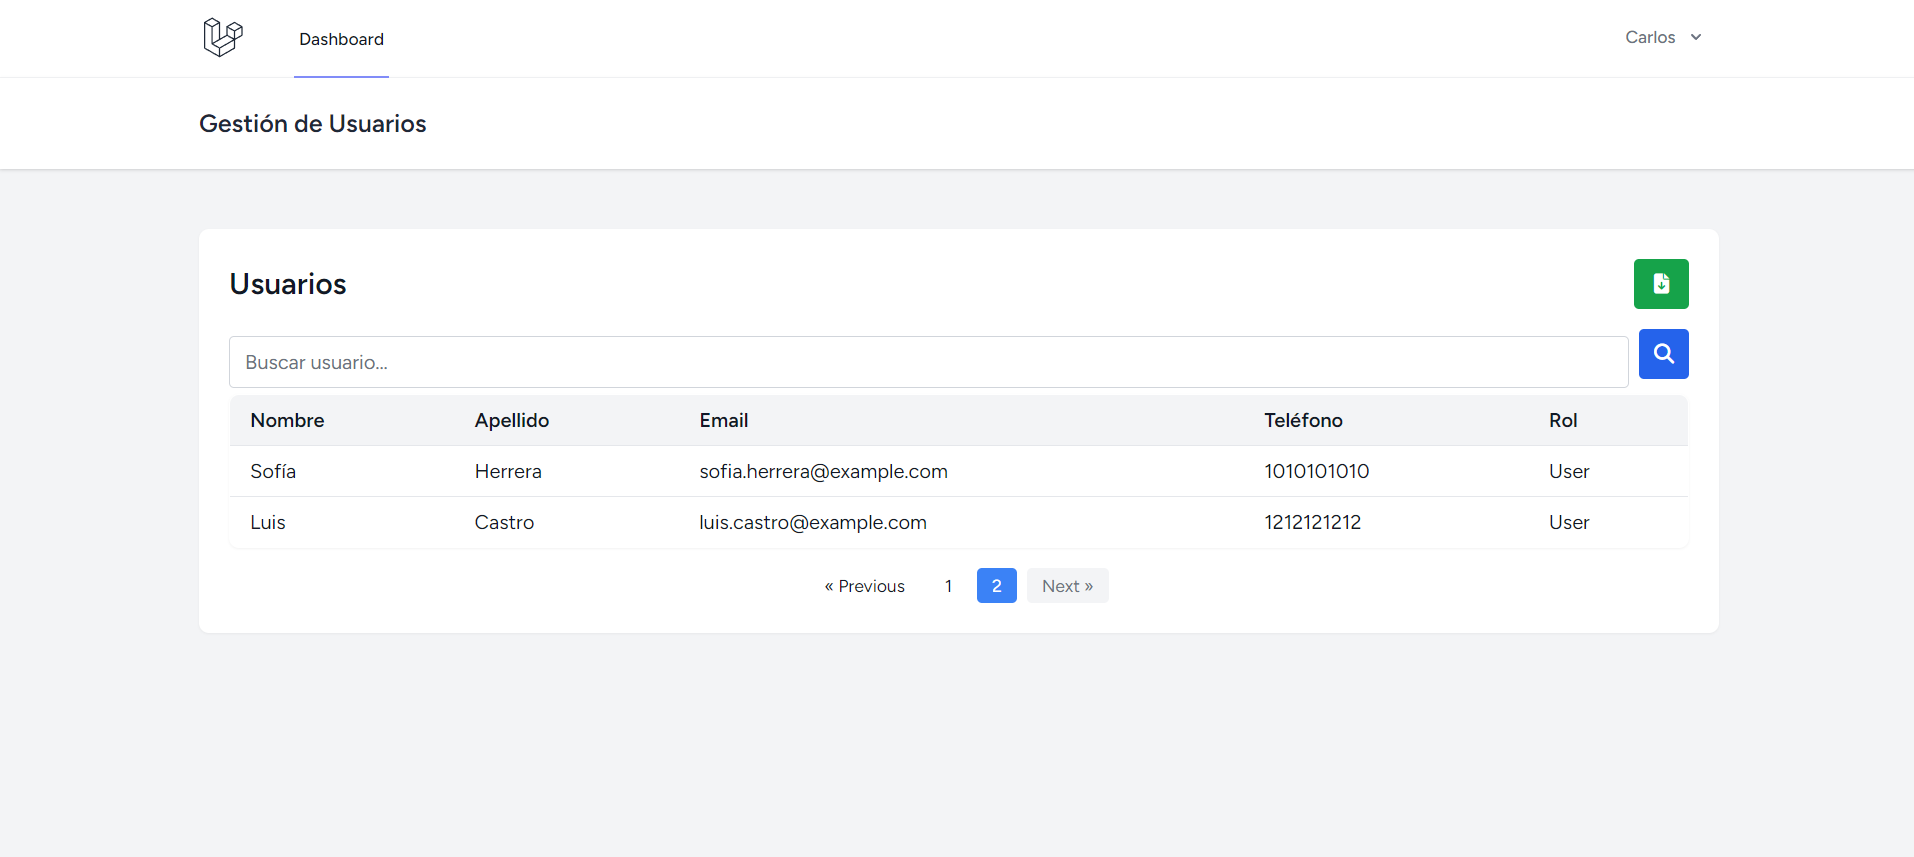 Dashboard
Carlos
Gestión de Usuarios
Usuarios
Buscar usuario...
Nombre Apellido Email Teléfono Rol
Sofía Herrera sofia.herrera@example.com 1010101010 User
Luis Castro luis.castro@example.com 1212121212 User
« Previous 1 2 Next »